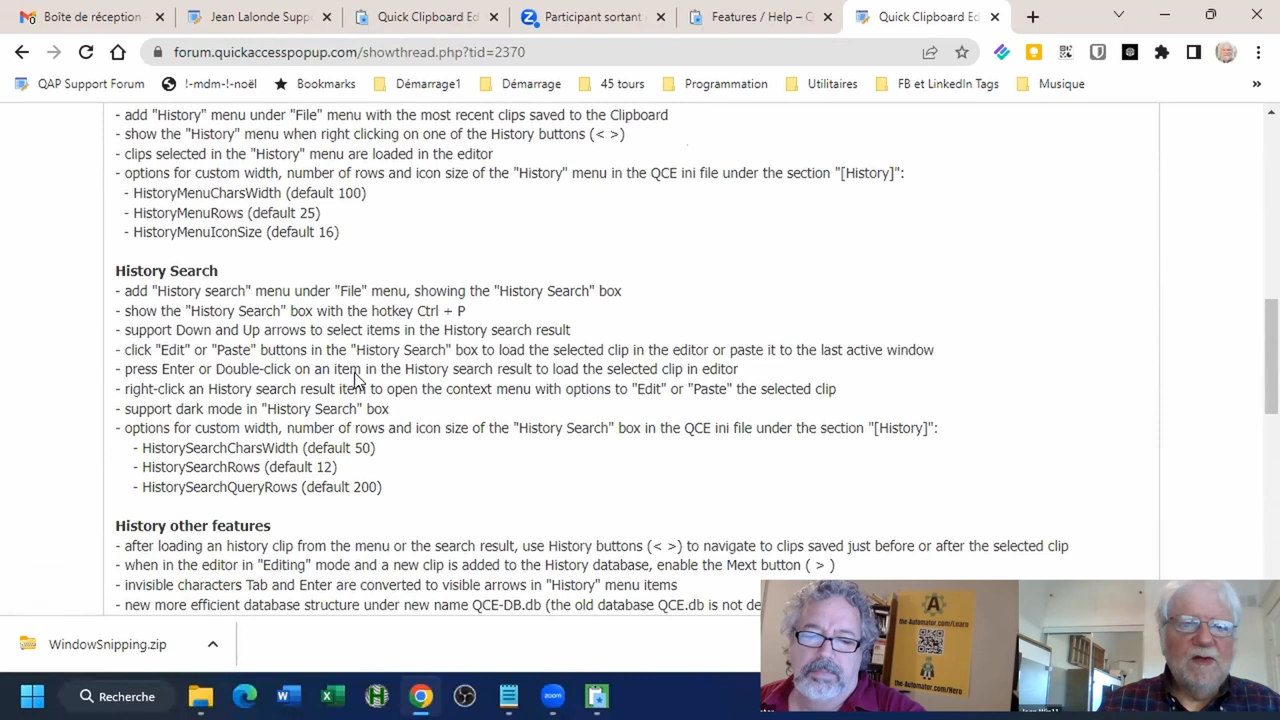 Boîte de réception
Jean Lalonde Supp
Quick Clipboard Ed
Participant sortant
Features / Help – Q
Quick Clipboard Ed
forum.quickaccesspopup.com/showthread.php?tid=2370
QAP Support Forum
!-mdm-!-noël
Bookmarks
Démarrage1
Démarrage
45 tours
Programmation
Utilitaires
FB et LinkedIn Tags
Musique
»
- add "History" menu under "File" menu with the most recent clips saved to the Clipboard
- show the "History" menu when right clicking on one of the History buttons (< >)
- clips selected in the "History" menu are loaded in the editor
- options for custom width, number of rows and icon size of the "History" menu in the QCE ini file under the section "[History]":
- HistoryMenuCharsWidth (default 100)
- HistoryMenuRows (default 25)
- HistoryMenuIconSize (default 16)
History Search
- add "History search" menu under "File" menu, showing the "History Search" box
- show the "History Search" box with the hotkey Ctrl + P
- support Down and Up arrows to select items in the History search result
- click "Edit" or "Paste" buttons in the "History Search" box to load the selected clip in the editor or paste it to the last active window
- press Enter or Double-click on an item in the History search result to load the selected clip in editor
- right-click an History search result item to open the context menu with options to "Edit" or "Paste" the selected clip
- support dark mode in "History Search" box
- options for custom width, number of rows and icon size of the "History Search" box in the QCE ini file under the section "[History]":
- HistorySearchCharsWidth (default 50)
- HistorySearchRows (default 12)
- HistorySearchQueryRows (default 200)
History other features
- after loading an history clip from the menu or the search result, use History buttons (< >) to navigate to clips saved just before or after the selected clip
- when in the editor in "Editing" mode and a new clip is added to the History database, enable the Mext button ( > )
- invisible characters Tab and Enter are converted to visible arrows in "History" menu items
- new more efficient database structure under new name QCE-DB.db (the old database QCE.db is not de
WindowSnipping.zip
Recherche
zoom
the-Automator.com/Learn
the-Automator.com/Hero